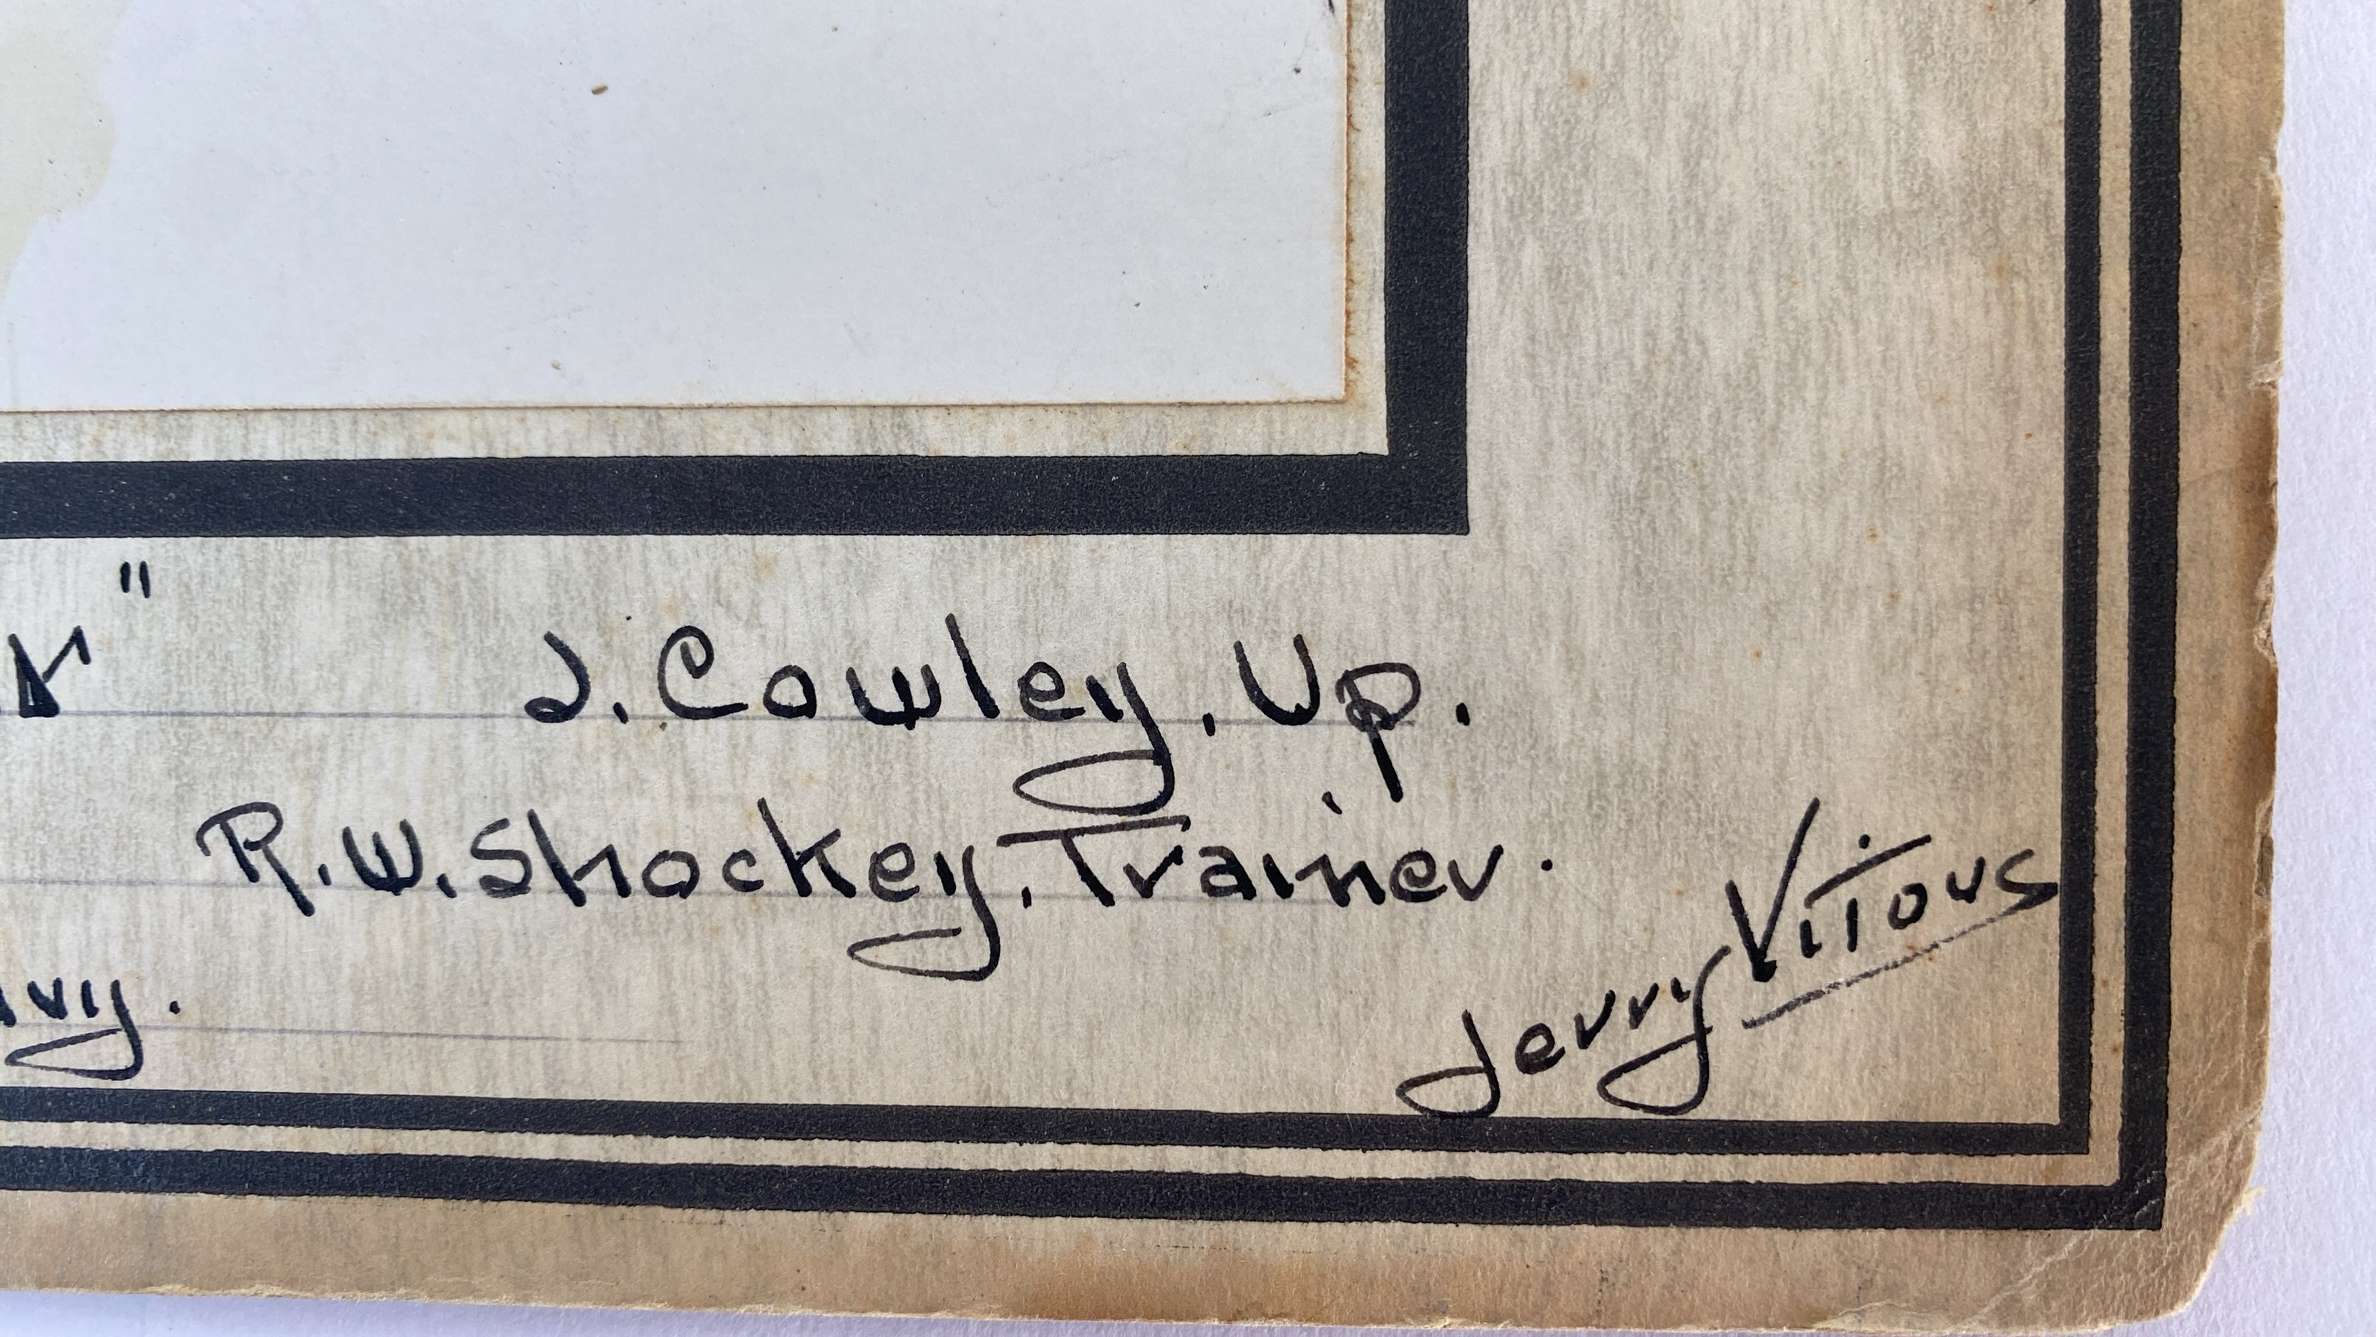 " J. Cowley, Up.
R.W. Shockey, Trainer.
Jerry Vitous